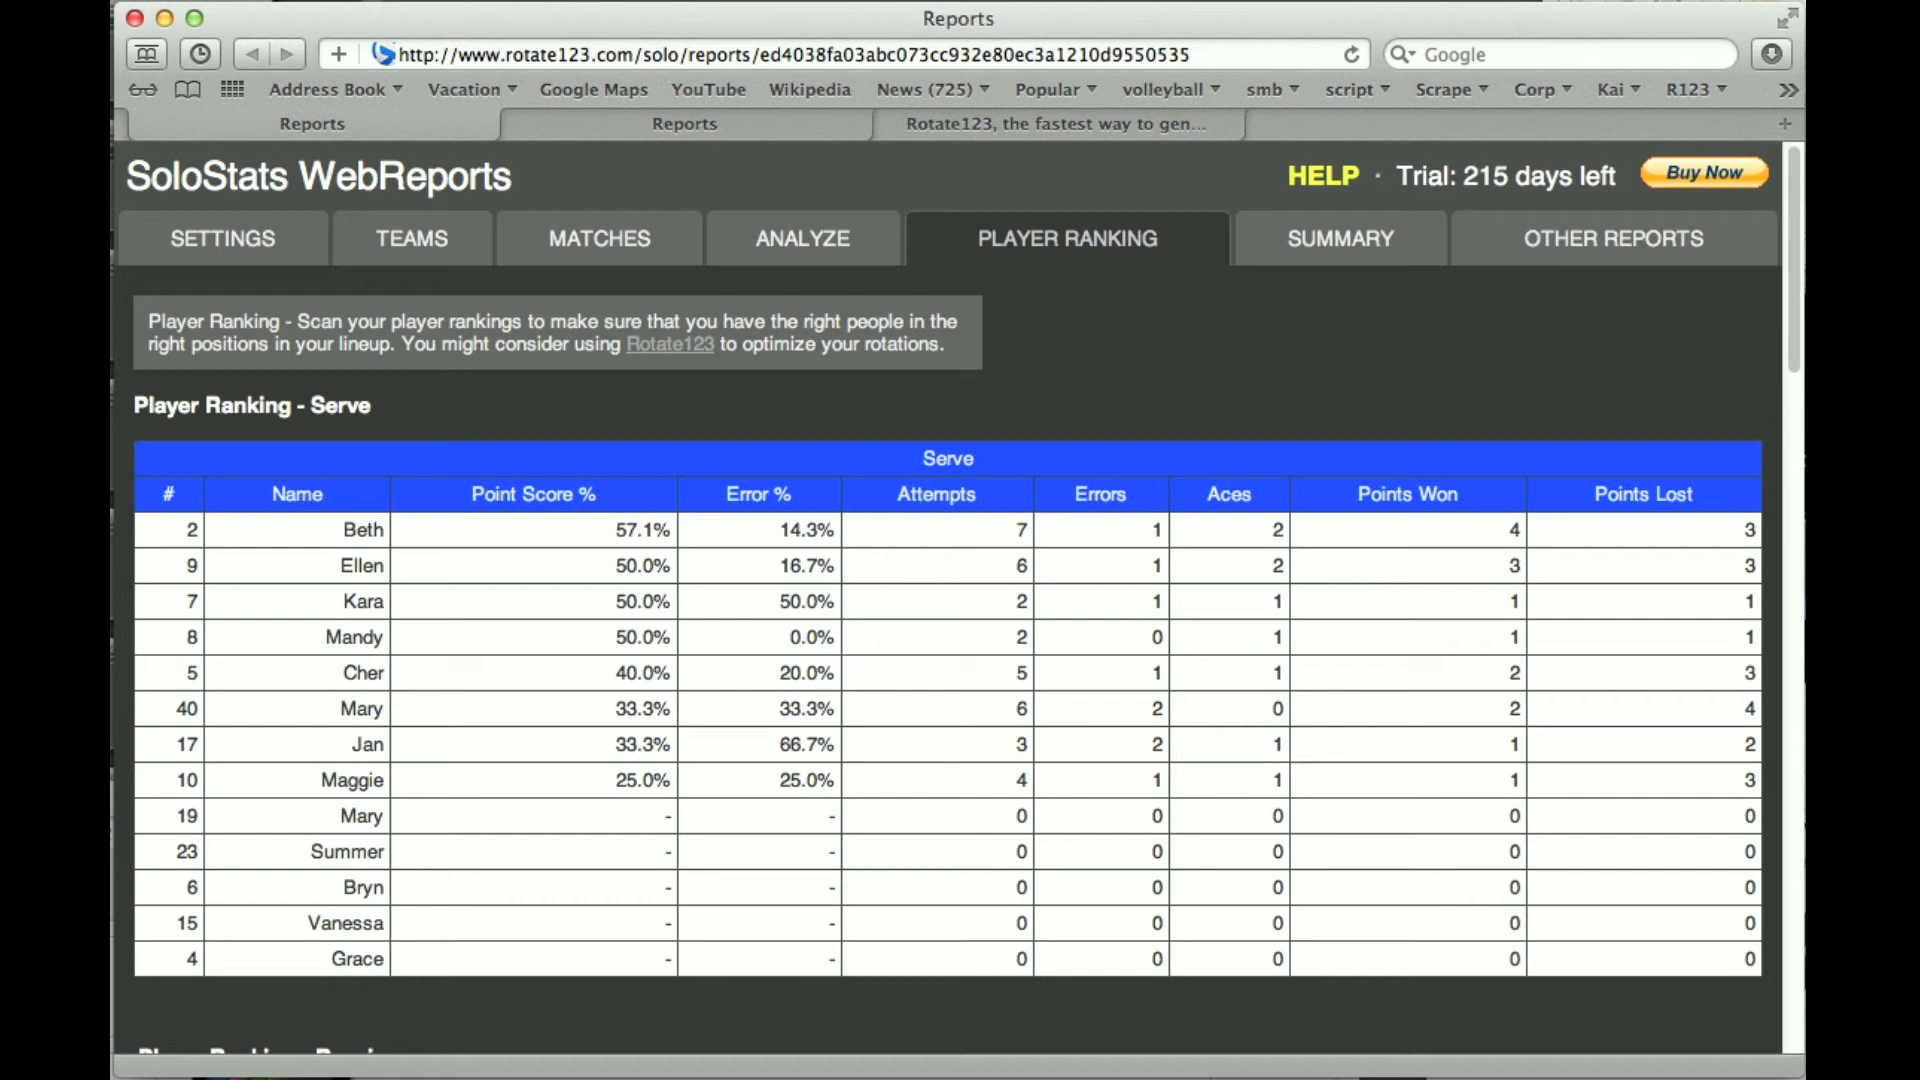 Reports
http://www.rotate123.com/solo/reports/ed4038fa03abc073cc932e80ec3a1210d9550535
Google
Address Book Vacation Google Maps YouTube Wikipedia News (725) Popular volleyball smb script Scrape Corp Kai R123
Reports Reports Rotate123, the fastest way to gen...
SoloStats WebReports HELP · Trial: 215 days left Buy Now
SETTINGS TEAMS MATCHES ANALYZE PLAYER RANKING SUMMARY OTHER REPORTS
Player Ranking - Scan your player rankings to make sure that you have the right people in the
right positions in your lineup. You might consider using Rotate123 to optimize your rotations.
Player Ranking - Serve
Serve
# Name Point Score % Error % Attempts Errors Aces Points Won Points Lost
2 Beth 57.1% 14.3% 7 1 2 4 3
9 Ellen 50.0% 16.7% 6 1 2 3 3
7 Kara 50.0% 50.0% 2 1 1 1 1
8 Mandy 50.0% 0.0% 2 0 1 1 1
5 Cher 40.0% 20.0% 5 1 1 2 3
40 Mary 33.3% 33.3% 6 2 0 2 4
17 Jan 33.3% 66.7% 3 2 1 1 2
10 Maggie 25.0% 25.0% 4 1 1 1 3
19 Mary - - 0 0 0 0 0
23 Summer - - 0 0 0 0 0
6 Bryn - - 0 0 0 0 0
15 Vanessa - - 0 0 0 0 0
4 Grace - - 0 0 0 0 0